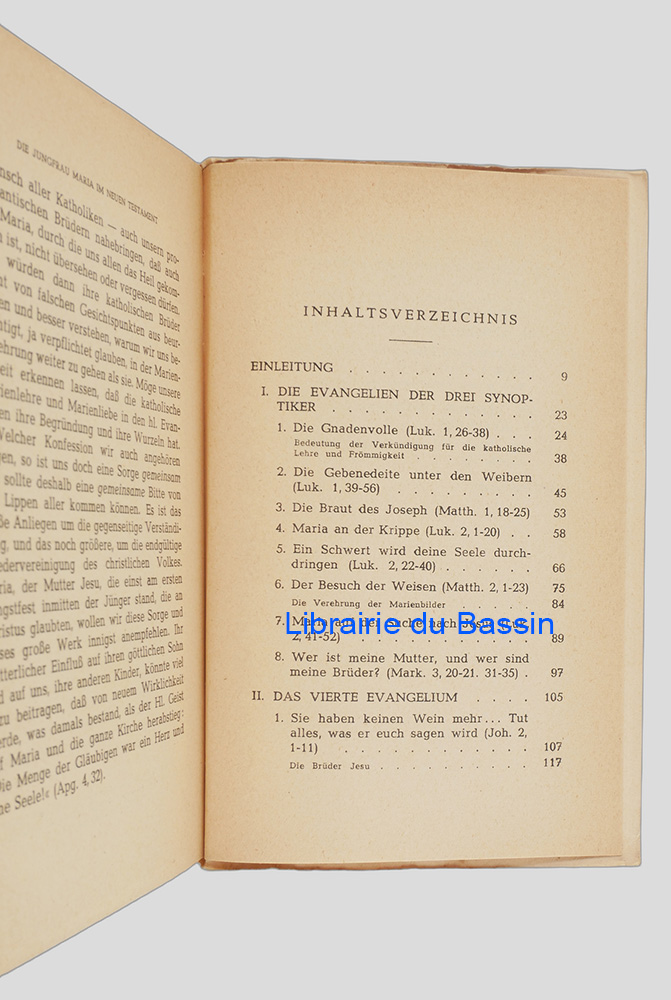 DIE JUNGFRAU MARIA IM NEUEN TESTAMENT
nsch aller Katholiken — auch unsern pro-
antischen Brüdern nahebringen, daß auch
Maria, durch die uns allen das Heil gekom-
ist, nicht übersehen oder vergessen dürfen.
würden dann ihre katholischen Brüder
t von falschen Gesichtspunkten aus beur-
en und besser verstehen, warum wir uns be-
htigt, ja verpflichtet glauben, in der Marien-
ehrung weiter zu gehen als sie. Möge unsere
eit erkennen lassen, daß die katholische
rienlehre und Marienliebe in den hl. Evan-
en ihre Begründung und ihre Wurzeln hat.
Welcher Konfession wir auch angehören
gen, so ist uns doch eine Sorge gemeinsam
sollte deshalb eine gemeinsame Bitte von
Lippen aller kommen können. Es ist das
ße Anliegen um die gegenseitige Verständi-
g, und das noch größere, um die endgültige
edervereinigung des christlichen Volkes.
ria, der Mutter Jesu, die einst am ersten
ngstfest inmitten der Jünger stand, die an
ristus glaubten, wollen wir diese Sorge und
ses große Werk innigst anempfehlen. Ihr
tterlicher Einfluß auf ihren göttlichen Sohn
d auf uns, ihre anderen Kinder, könnte viel
zu beitragen, daß von neuem Wirklichkeit
erde, was damals bestand, als der Hl. Geist
f Maria und die ganze Kirche herabstieg:
Die Menge der Gläubigen war ein Herz und
ne Seele!« (Apg. 4, 32).
INHALTSVERZEICHNIS
EINLEITUNG . . . . . . . . . . . . 9
I. DIE EVANGELIEN DER DREI SYNOP-
TIKER . . . . . . . . . . . . 23
1. Die Gnadenvolle (Luk. 1, 26-38) . . . 24
Bedeutung der Verkündigung für die katholische
Lehre und Frömmigkeit . . . . . . . . 38
2. Die Gebenedeite unter den Weibern
(Luk. 1, 39-56) . . . . . . . . . 45
3. Die Braut des Joseph (Matth. 1, 18-25) 53
4. Maria an der Krippe (Luk. 2, 1-20) . . 58
5. Ein Schwert wird deine Seele durch-
dringen (Luk. 2, 22-40) . . . . . . . 66
6. Der Besuch der Weisen (Matth. 2, 1-23) 75
Die Verehrung der Marienbilder . . . . . . 84
7. Maria auf der Suche nach Jesus (Luk.
2, 41-52) . . . . . . . . . . . . 89
8. Wer ist meine Mutter, und wer sind
meine Brüder? (Mark. 3, 20-21. 31-35) . 97
II. DAS VIERTE EVANGELIUM . . . . 105
1. Sie haben keinen Wein mehr... Tut
alles, was er euch sagen wird (Joh. 2,
1-11) . . . . . . . . . . . . 107
Die Brüder Jesu . . . . . . . . . . . 117
Librairie du Bassin